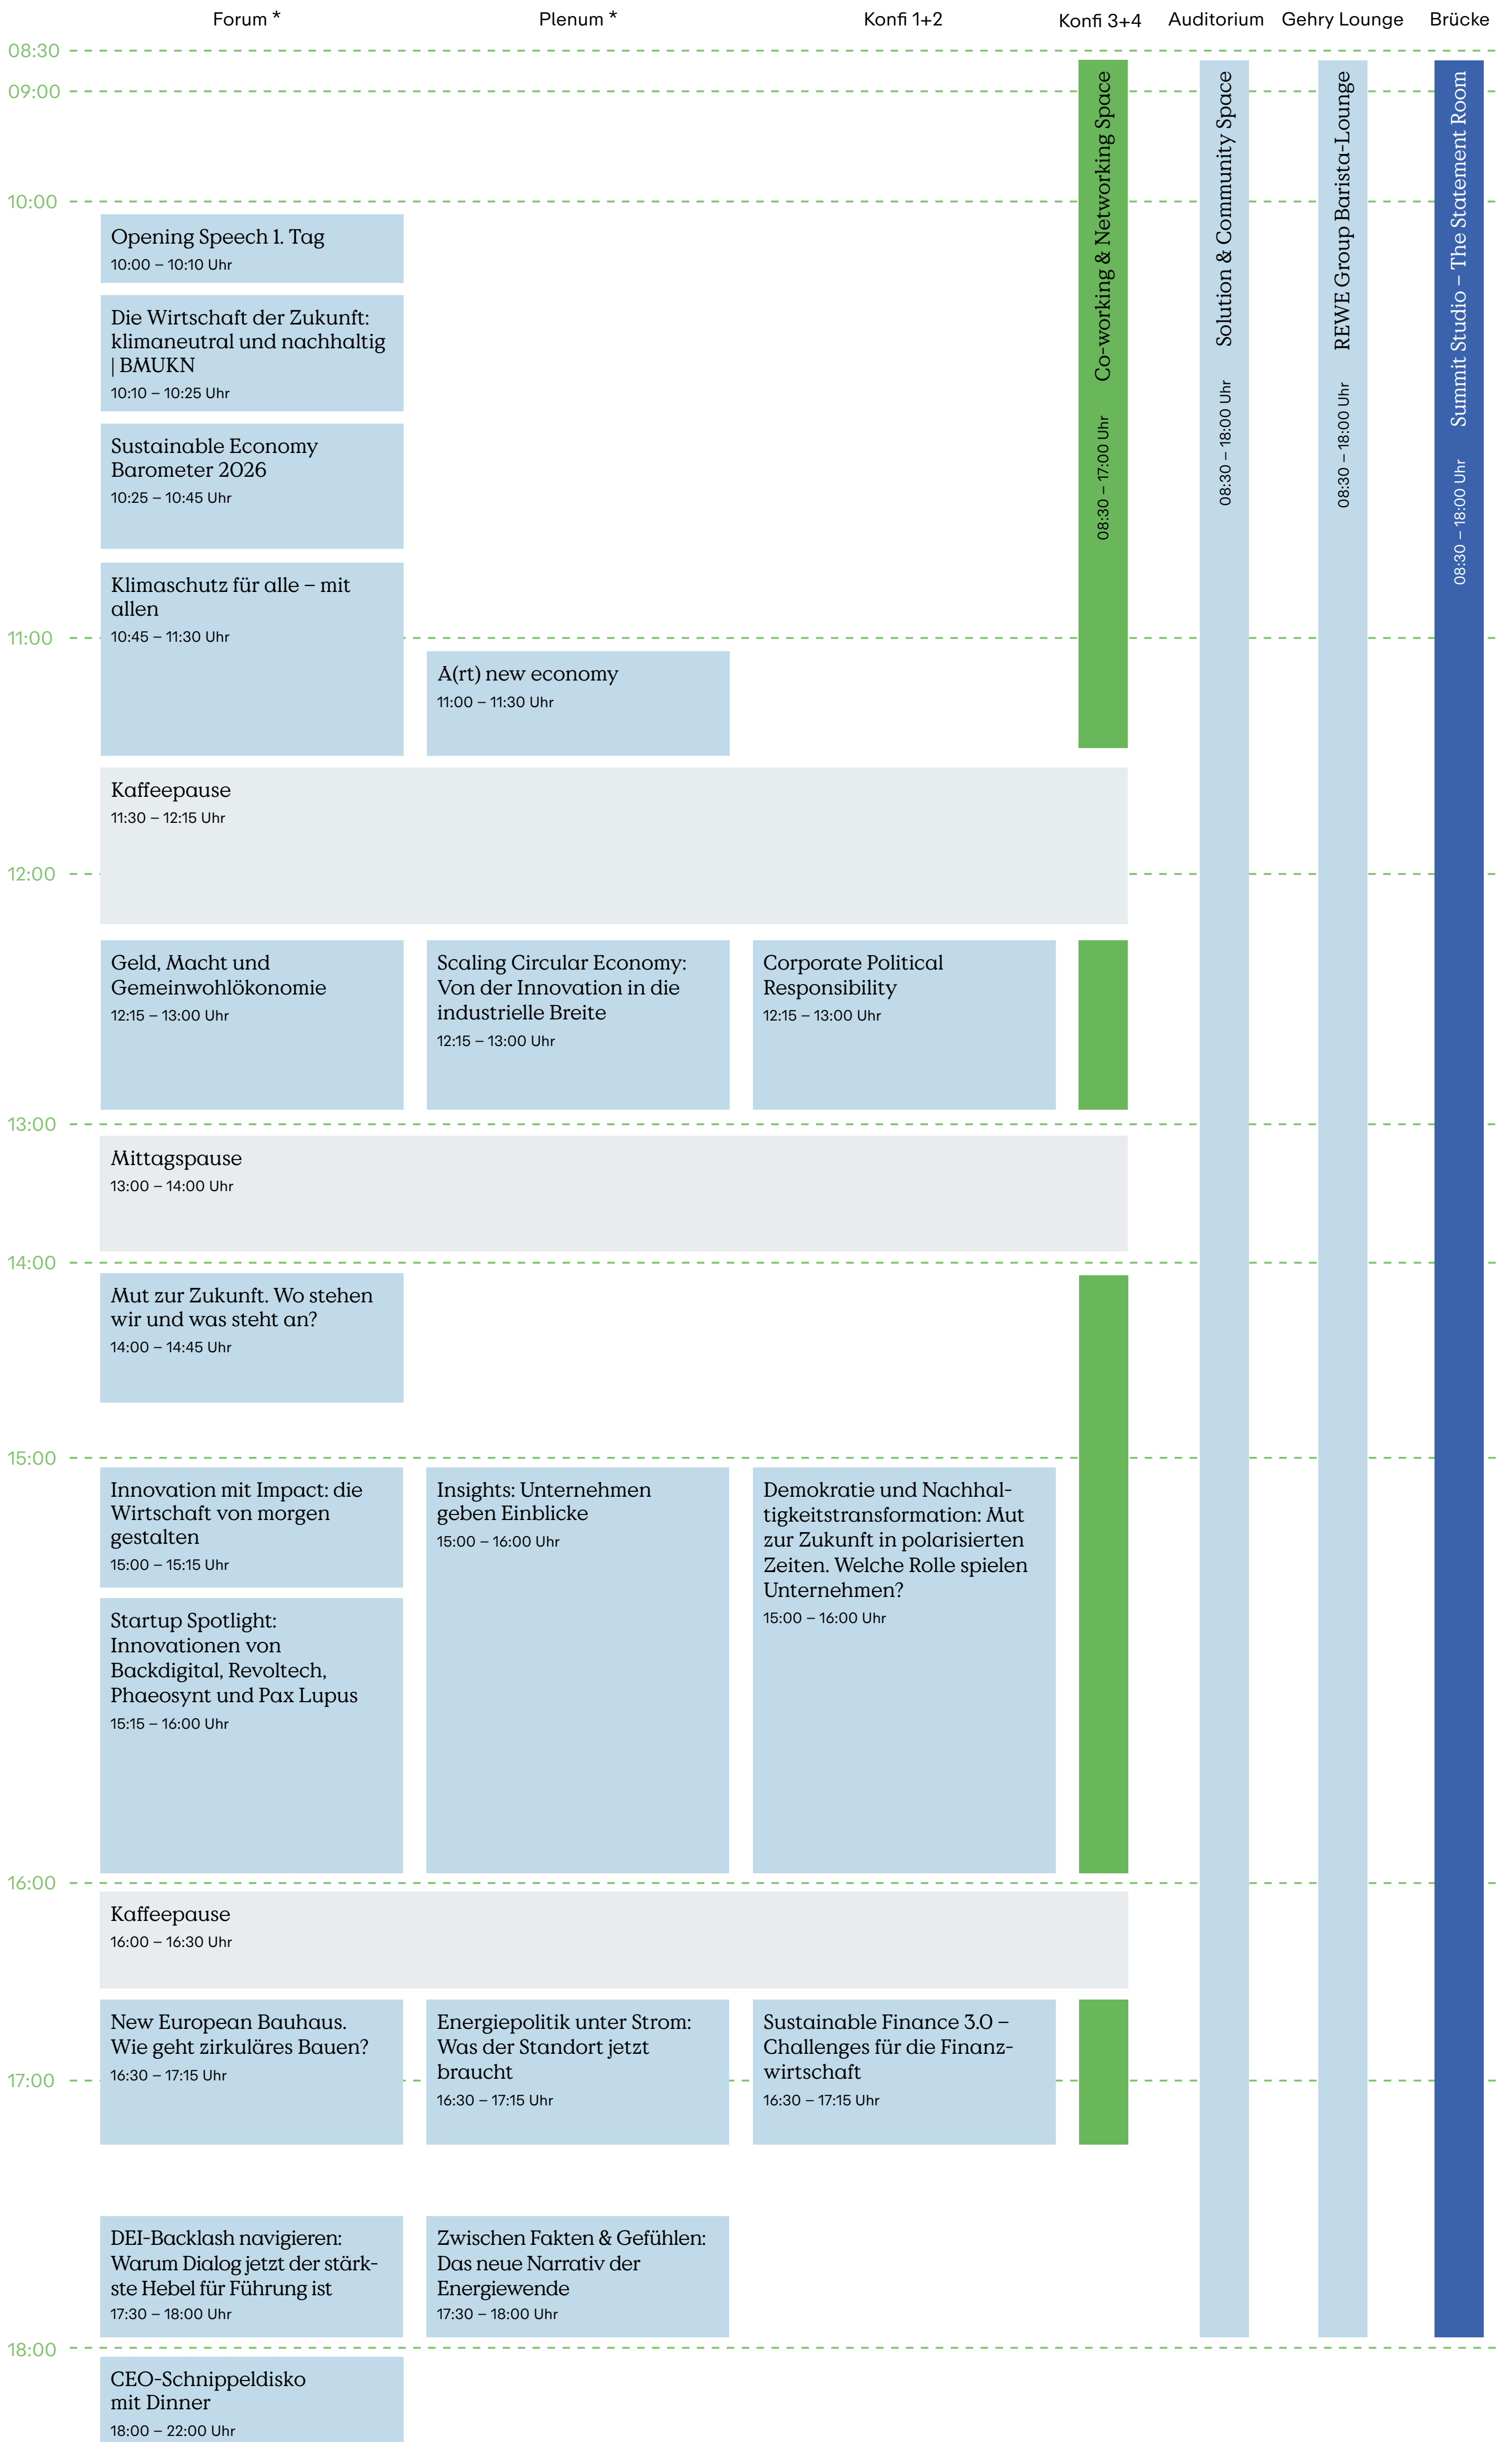 Forum *
Plenum *
Konfi 1+2
Konfi 3+4
Auditorium
Gehry Lounge
Brücke
08:30
09:00
Co-working & Networking Space
08:30 – 17:00 Uhr
Solution & Community Space
08:30 – 18:00 Uhr
REWE Group Barista-Lounge
08:30 – 18:00 Uhr
Summit Studio – The Statement Room
08:30 – 18:00 Uhr
10:00
Opening Speech 1. Tag
10:00 – 10:10 Uhr
Die Wirtschaft der Zukunft:
klimaneutral und nachhaltig
| BMUKN
10:10 – 10:25 Uhr
Sustainable Economy
Barometer 2026
10:25 – 10:45 Uhr
Klimaschutz für alle – mit
allen
10:45 – 11:30 Uhr
11:00
A(rt) new economy
11:00 – 11:30 Uhr
Kaffeepause
11:30 – 12:15 Uhr
12:00
Geld, Macht und
Gemeinwohlökonomie
12:15 – 13:00 Uhr
Scaling Circular Economy:
Von der Innovation in die
industrielle Breite
12:15 – 13:00 Uhr
Corporate Political
Responsibility
12:15 – 13:00 Uhr
13:00
Mittagspause
13:00 – 14:00 Uhr
14:00
Mut zur Zukunft. Wo stehen
wir und was steht an?
14:00 – 14:45 Uhr
15:00
Innovation mit Impact: die
Wirtschaft von morgen
gestalten
15:00 – 15:15 Uhr
Startup Spotlight:
Innovationen von
Backdigital, Revoltech,
Phaeosynt und Pax Lupus
15:15 – 16:00 Uhr
Insights: Unternehmen
geben Einblicke
15:00 – 16:00 Uhr
Demokratie und Nachhal-
tigkeitstransformation: Mut
zur Zukunft in polarisierten
Zeiten. Welche Rolle spielen
Unternehmen?
15:00 – 16:00 Uhr
16:00
Kaffeepause
16:00 – 16:30 Uhr
New European Bauhaus.
Wie geht zirkuläres Bauen?
16:30 – 17:15 Uhr
Energiepolitik unter Strom:
Was der Standort jetzt
braucht
16:30 – 17:15 Uhr
Sustainable Finance 3.0 –
Challenges für die Finanz-
wirtschaft
16:30 – 17:15 Uhr
17:00
DEI-Backlash navigieren:
Warum Dialog jetzt der stärk-
ste Hebel für Führung ist
17:30 – 18:00 Uhr
Zwischen Fakten & Gefühlen:
Das neue Narrativ der
Energiewende
17:30 – 18:00 Uhr
18:00
CEO-Schnippeldisko
mit Dinner
18:00 – 22:00 Uhr